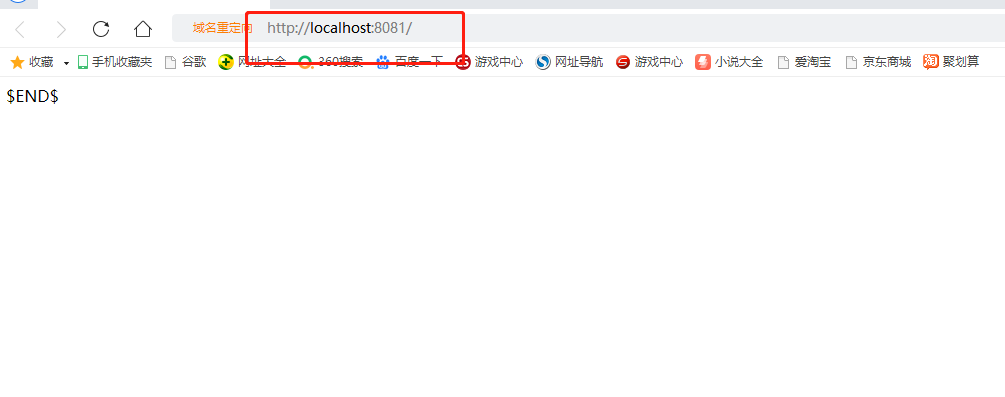 域名重定向 http://localhost:8081/
收藏 手机收藏夹 谷歌 网址大全 360搜索 百度一下 游戏中心 网址导航 游戏中心 小说大全 爱淘宝 京东商城 淘 聚划算
$END$